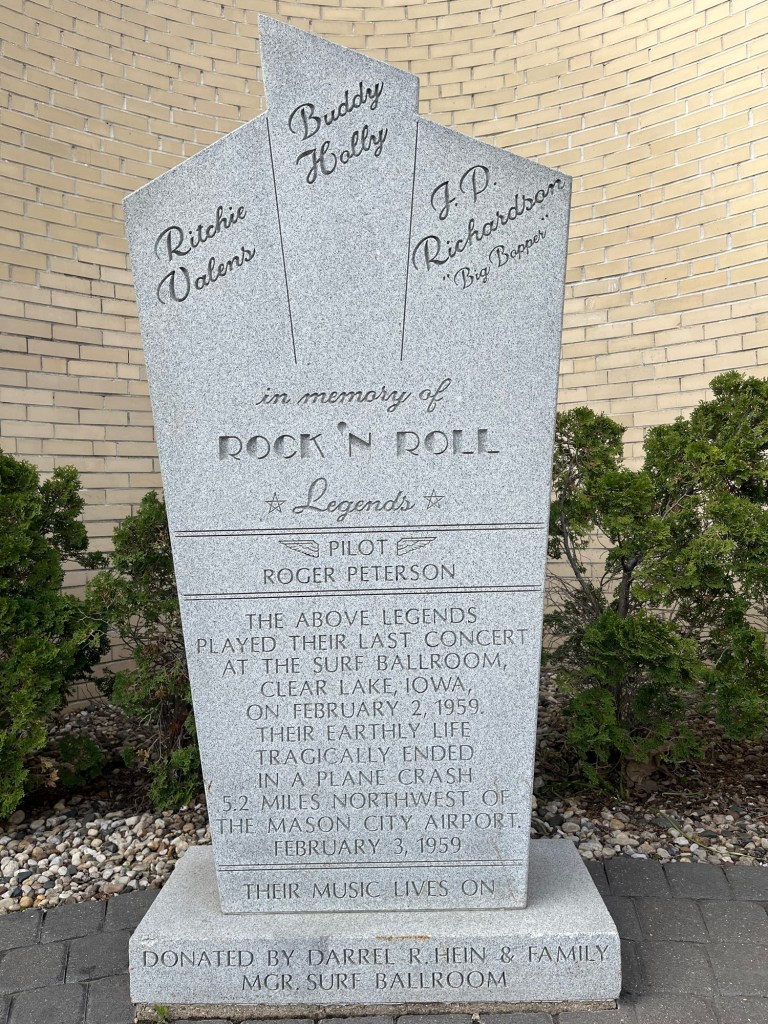 Ritchie
Valens
Buddy
Holly
J. P.
Richardson
"Big Bopper"
in memory of
ROCK 'N ROLL
Legends
PILOT
ROGER PETERSON
THE ABOVE LEGENDS
PLAYED THEIR LAST CONCERT
AT THE SURF BALLROOM,
CLEAR LAKE, IOWA,
ON FEBRUARY 2, 1959.
THEIR EARTHLY LIFE
TRAGICALLY ENDED
IN A PLANE CRASH
5.2 MILES NORTHWEST OF
THE MASON CITY AIRPORT.
FEBRUARY 3, 1959
THEIR MUSIC LIVES ON
DONATED BY DARREL R. HEIN & FAMILY
MGR. SURF BALLROOM